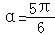 α = 5π/6